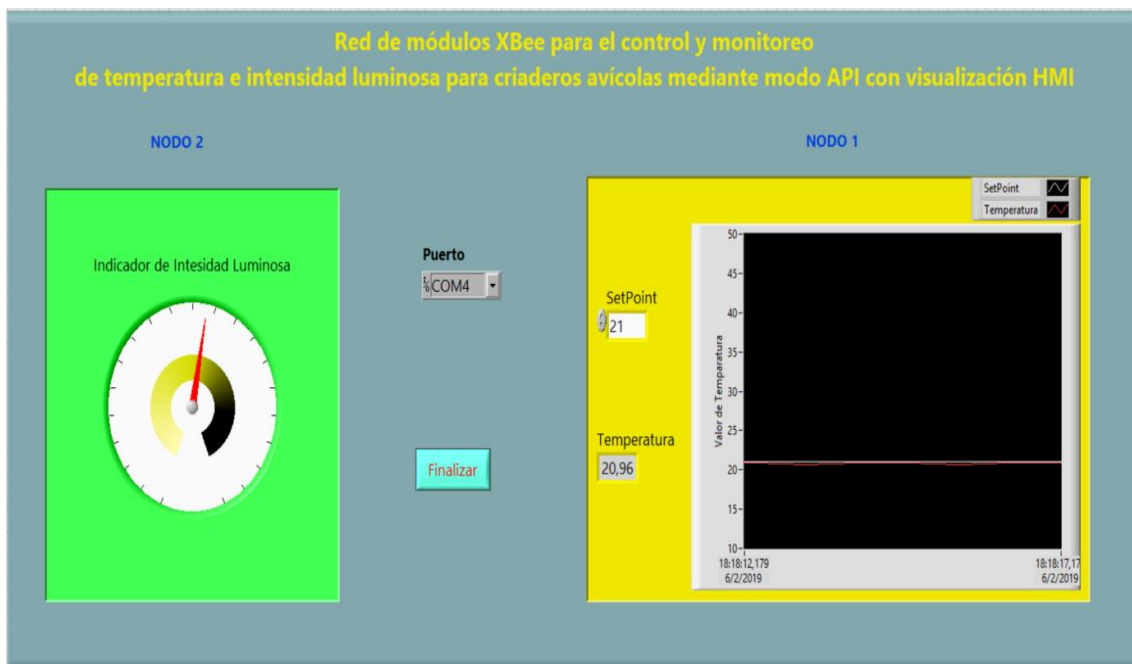 Red de módulos XBee para el control y monitoreo
de temperatura e intensidad luminosa para criaderos avícolas mediante modo API con visualización HMI
NODO 2
NODO 1
Indicador de Intesidad Luminosa
Puerto
COM4
Finalizar
SetPoint
21
Temperatura
20,96
SetPoint
Temperatura
Valor de Temparatura
50
45
40
35
30
25
20
15
10
18:18:12,179
6/2/2019
18:18:17,17
6/2/2019